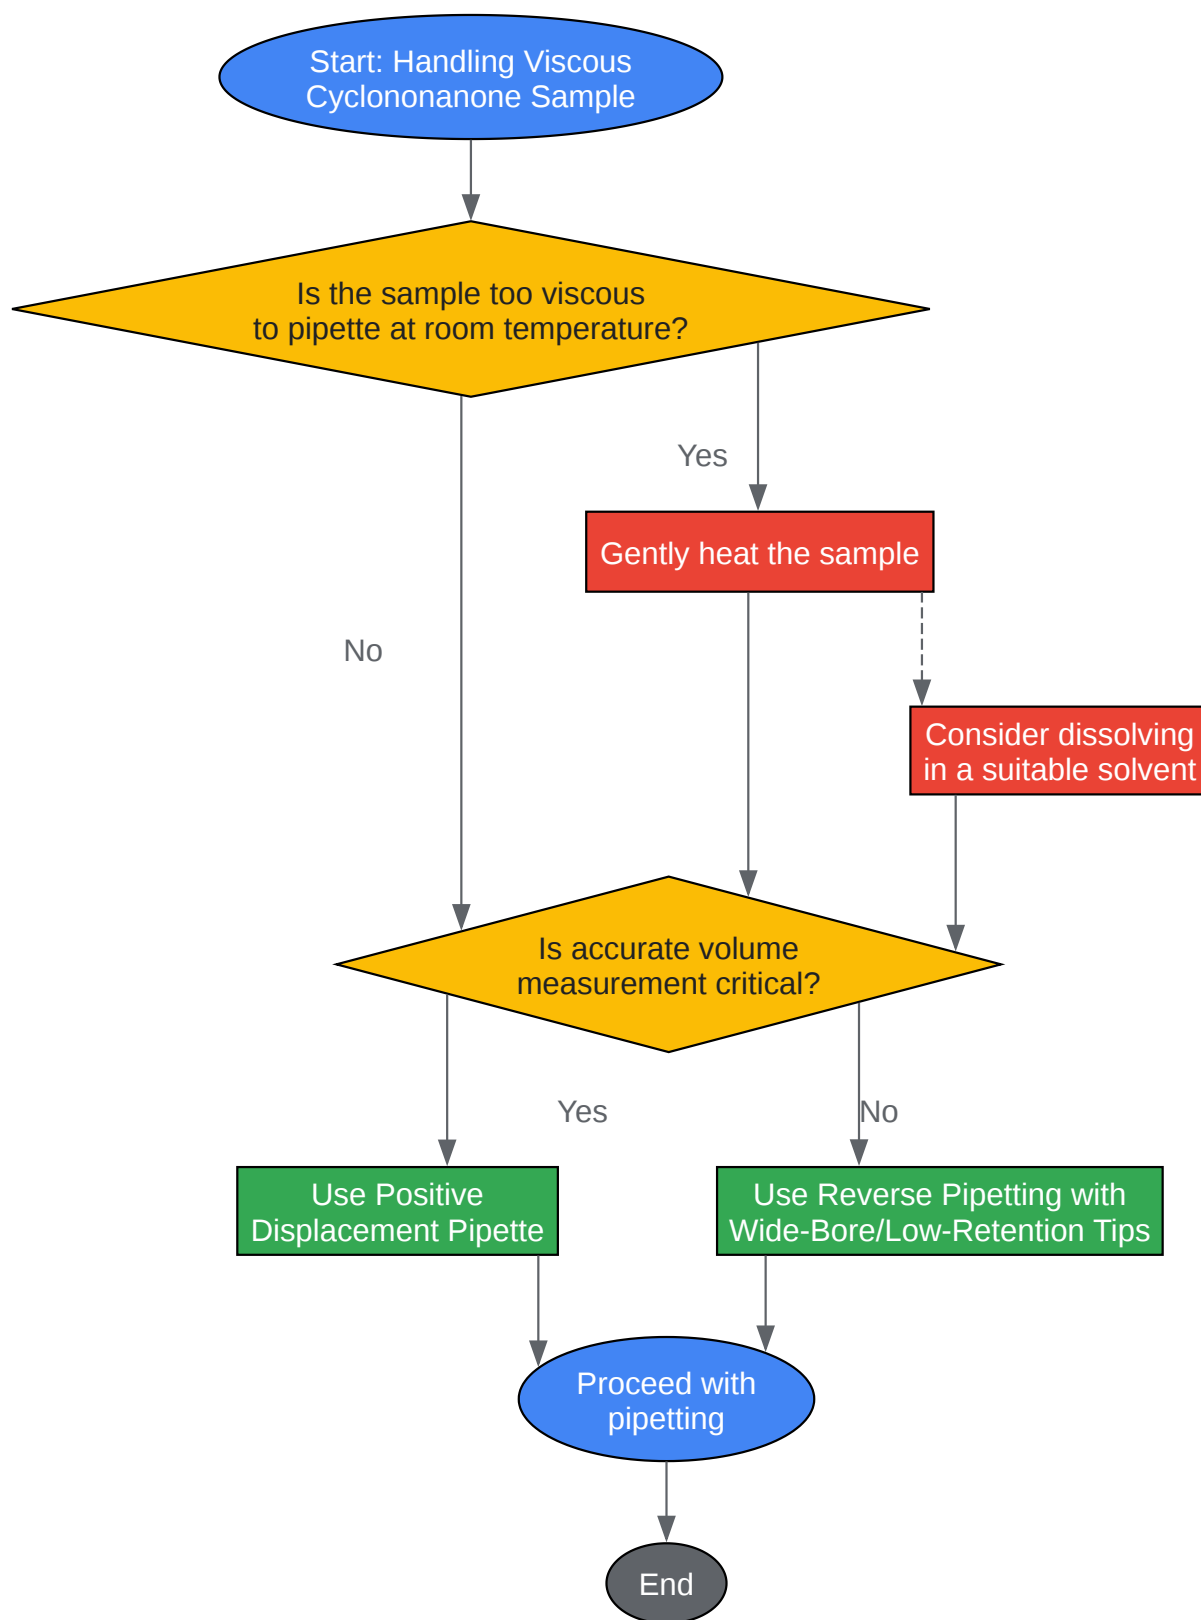 Start: Handling Viscous
Cyclononanone Sample
Is the sample too viscous
to pipette at room temperature?
Yes
Gently heat the sample
No
Consider dissolving
in a suitable solvent
Is accurate volume
measurement critical?
Yes
No
Use Positive
Displacement Pipette
Use Reverse Pipetting with
Wide-Bore/Low-Retention Tips
Proceed with
pipetting
End